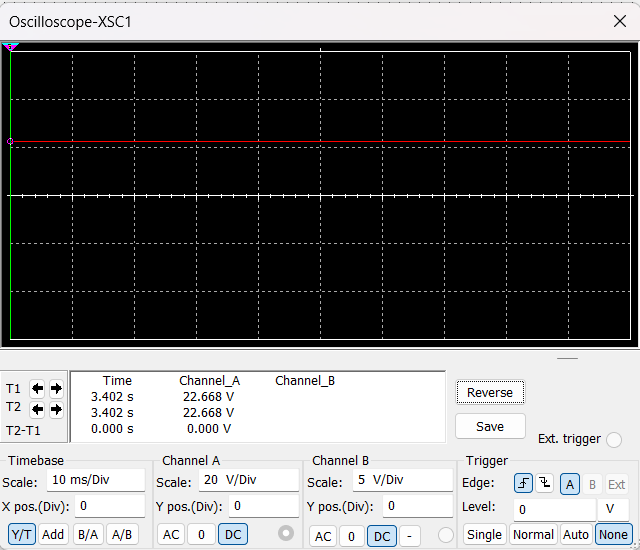 Oscilloscope-XSC1
Time Channel_A Channel_B
T1 3.402 s 22.668 V
T2 3.402 s 22.668 V
T2-T1 0.000 s 0.000 V
Reverse
Save
Ext. trigger
Timebase
Scale: 10 ms/Div
X pos.(Div): 0
Y/T Add B/A A/B
Channel A
Scale: 20 V/Div
Y pos.(Div): 0
AC 0 DC
Channel B
Scale: 5 V/Div
Y pos.(Div): 0
AC 0 DC -
Trigger
Edge: A B Ext
Level: 0 V
Single Normal Auto None